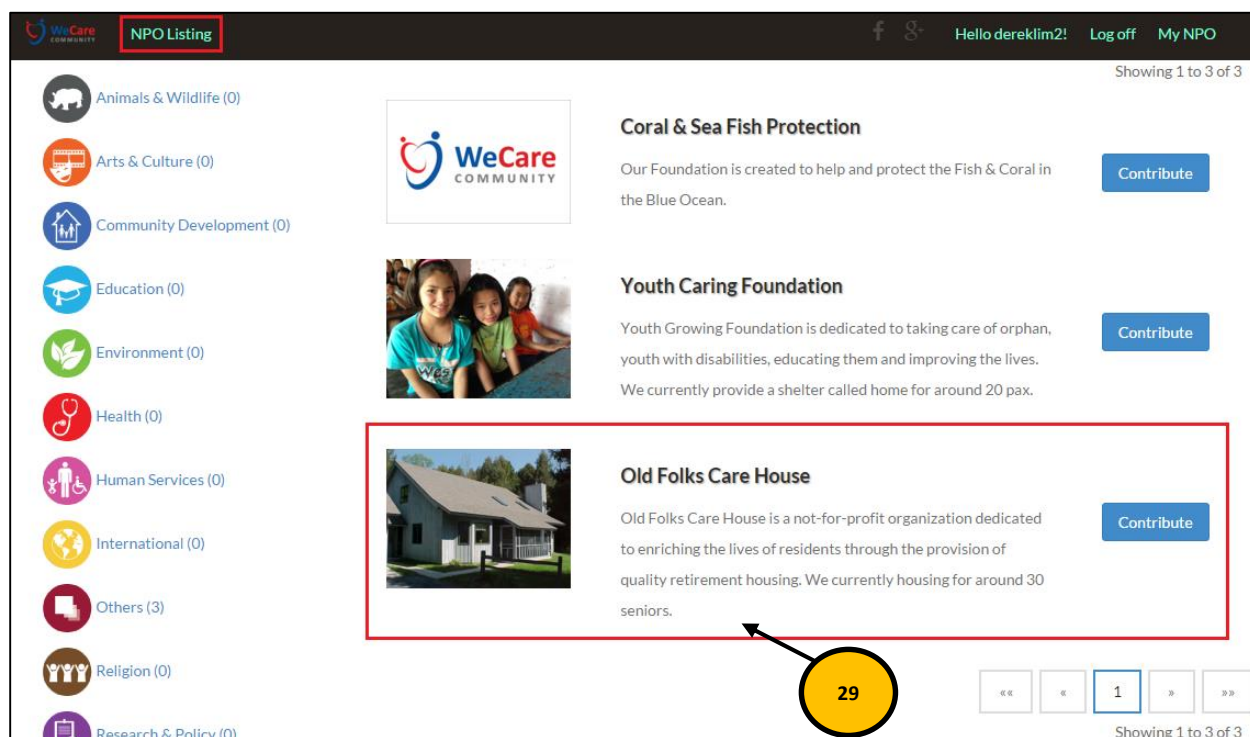 WeCare
COMMUNITY
NPO Listing
Hello dereklim2!
Log off
My NPO
Showing 1 to 3 of 3
Animals & Wildlife (0)
Arts & Culture (0)
Community Development (0)
Education (0)
Environment (0)
Health (0)
Human Services (0)
International (0)
Others (3)
Religion (0)
Research & Policy (0)
WeCare
COMMUNITY
Coral & Sea Fish Protection
Our Foundation is created to help and protect the Fish & Coral in
the Blue Ocean.
Contribute
Youth Caring Foundation
Youth Growing Foundation is dedicated to taking care of orphan,
youth with disabilities, educating them and improving the lives.
We currently provide a shelter called home for around 20 pax.
Contribute
Old Folks Care House
Old Folks Care House is a not-for-profit organization dedicated
to enriching the lives of residents through the provision of
quality retirement housing. We currently housing for around 30
seniors.
Contribute
29
«« « 1 » »»
Showing 1 to 3 of 3